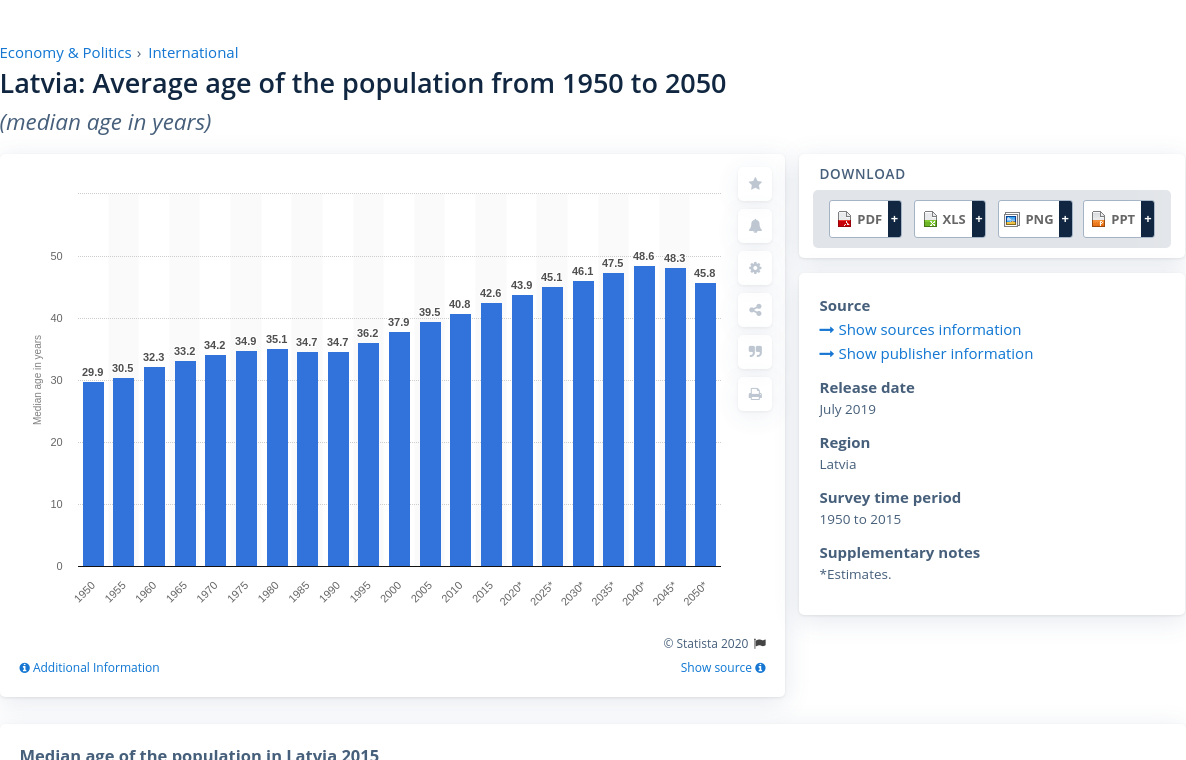 Economy & Politics › International
Latvia: Average age of the population from 1950 to 2050
(median age in years)
Median age in years
50
40
30
20
10
0
29.9 30.5 32.3 33.2 34.2 34.9 35.1 34.7 34.7 36.2 37.9 39.5 40.8 42.6 43.9 45.1 46.1 47.5 48.6 48.3 45.8
1950 1955 1960 1965 1970 1975 1980 1985 1990 1995 2000 2005 2010 2015 2020* 2025* 2030* 2035* 2040* 2045* 2050*
© Statista 2020
Additional Information
Show source
DOWNLOAD
PDF + XLS + PNG + PPT +
Source
Show sources information
Show publisher information
Release date
July 2019
Region
Latvia
Survey time period
1950 to 2015
Supplementary notes
*Estimates.
Median age of the population in Latvia 2015